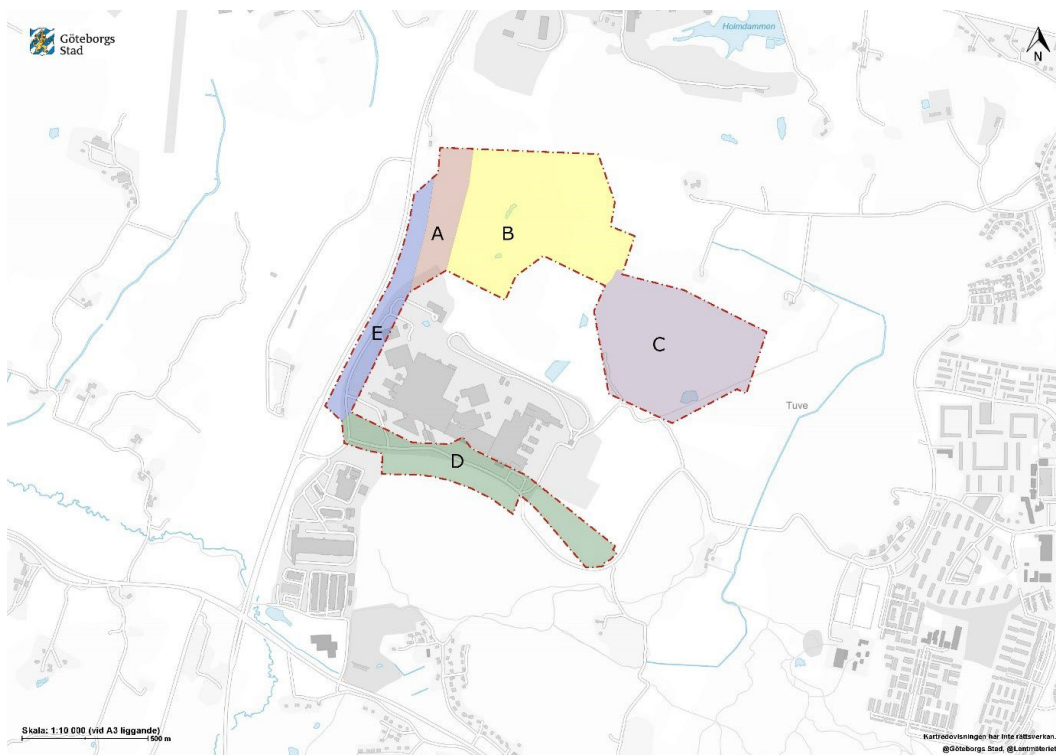 Göteborgs
Stad
Holmdammen
N
A
B
E
C
Tuve
D
Skala: 1:10 000 (vid A3 liggande)
500 m
Kartredovisningen har inte rättsverkan.
@Göteborgs Stad, @Lantmäteriet